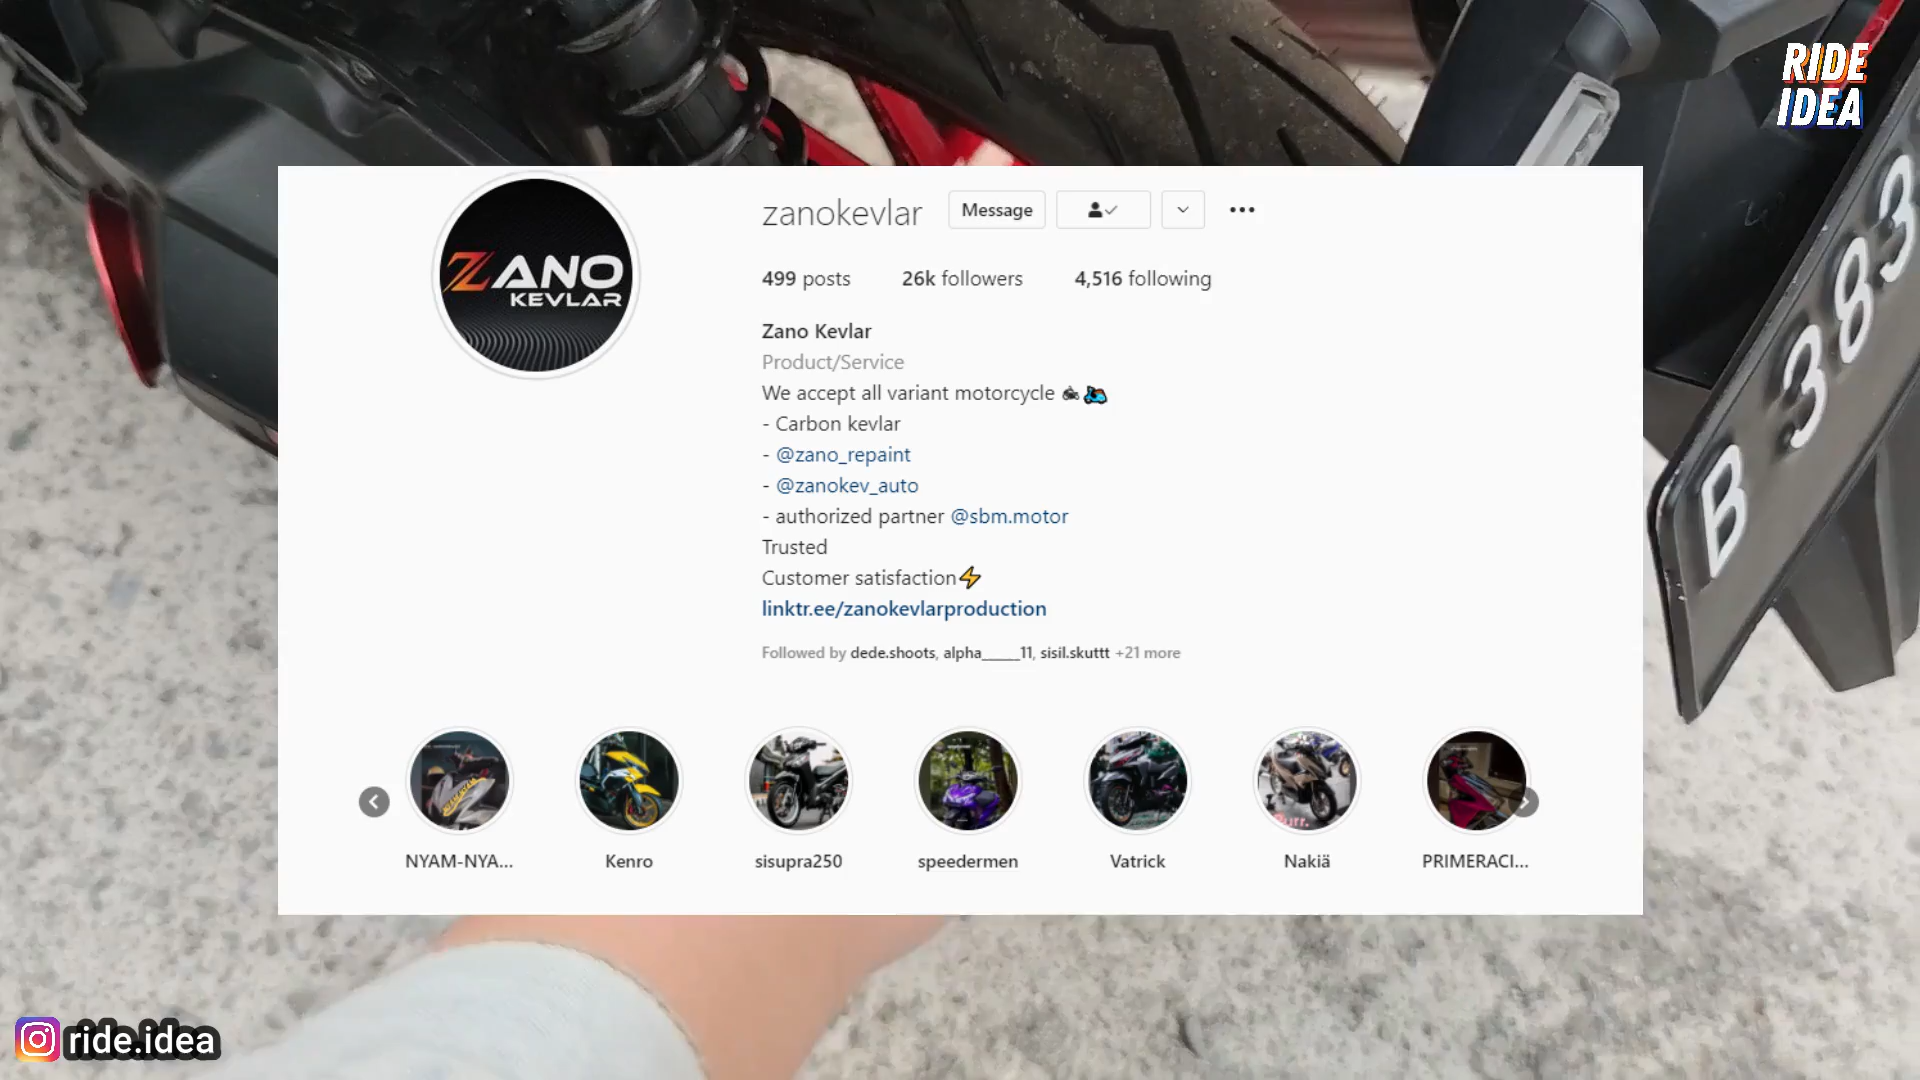 RIDE
IDEA
zanokevlar Message
499 posts 26k followers 4,516 following
ZANO
KEVLAR
Zano Kevlar
Product/Service
We accept all variant motorcycle 🏍🛵
- Carbon kevlar
- @zano_repaint
- @zanokev_auto
- authorized partner @sbm.motor
Trusted
Customer satisfaction⚡
linktr.ee/zanokevlarproduction
Followed by dede.shoots, alpha_____11, sisil.skuttt +21 more
NYAM-NYA... Kenro sisupra250 speedermen Vatrick Nakiä PRIMERACI...
B 383
ride.idea